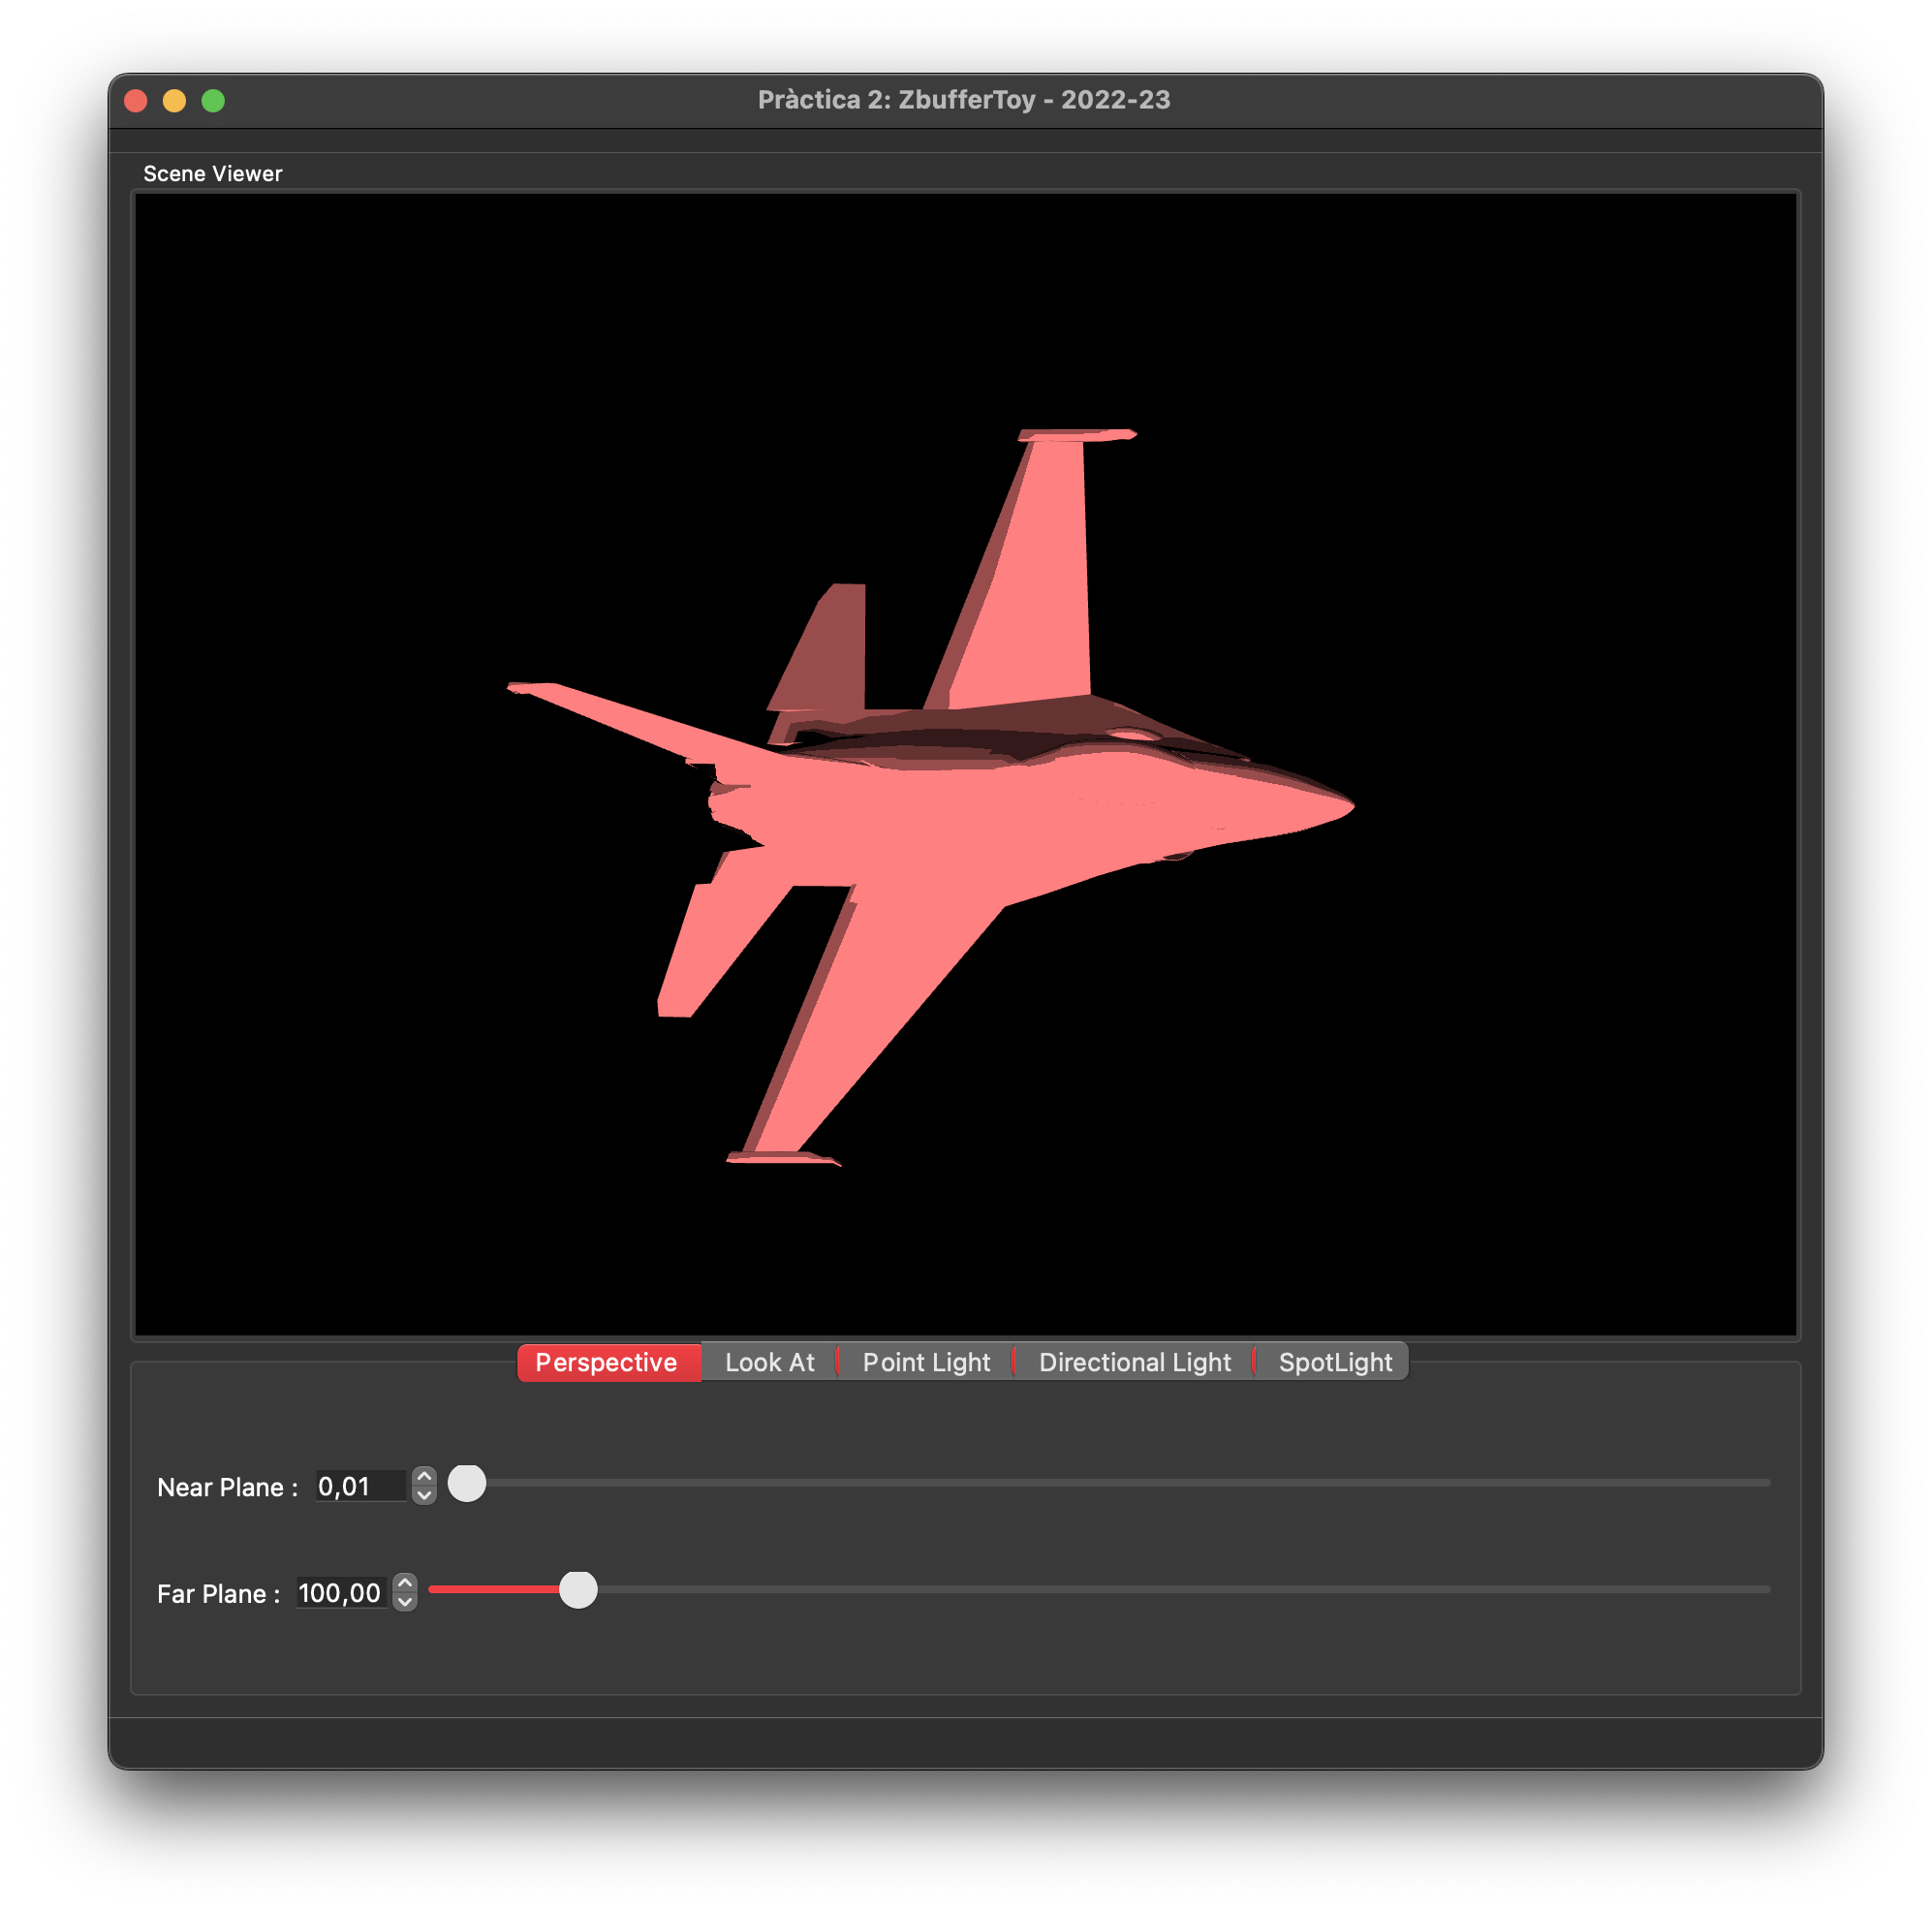 Pràctica 2: ZbufferToy - 2022-23
Scene Viewer
Perspective Look At Point Light Directional Light SpotLight
Near Plane : 0,01
Far Plane : 100,00